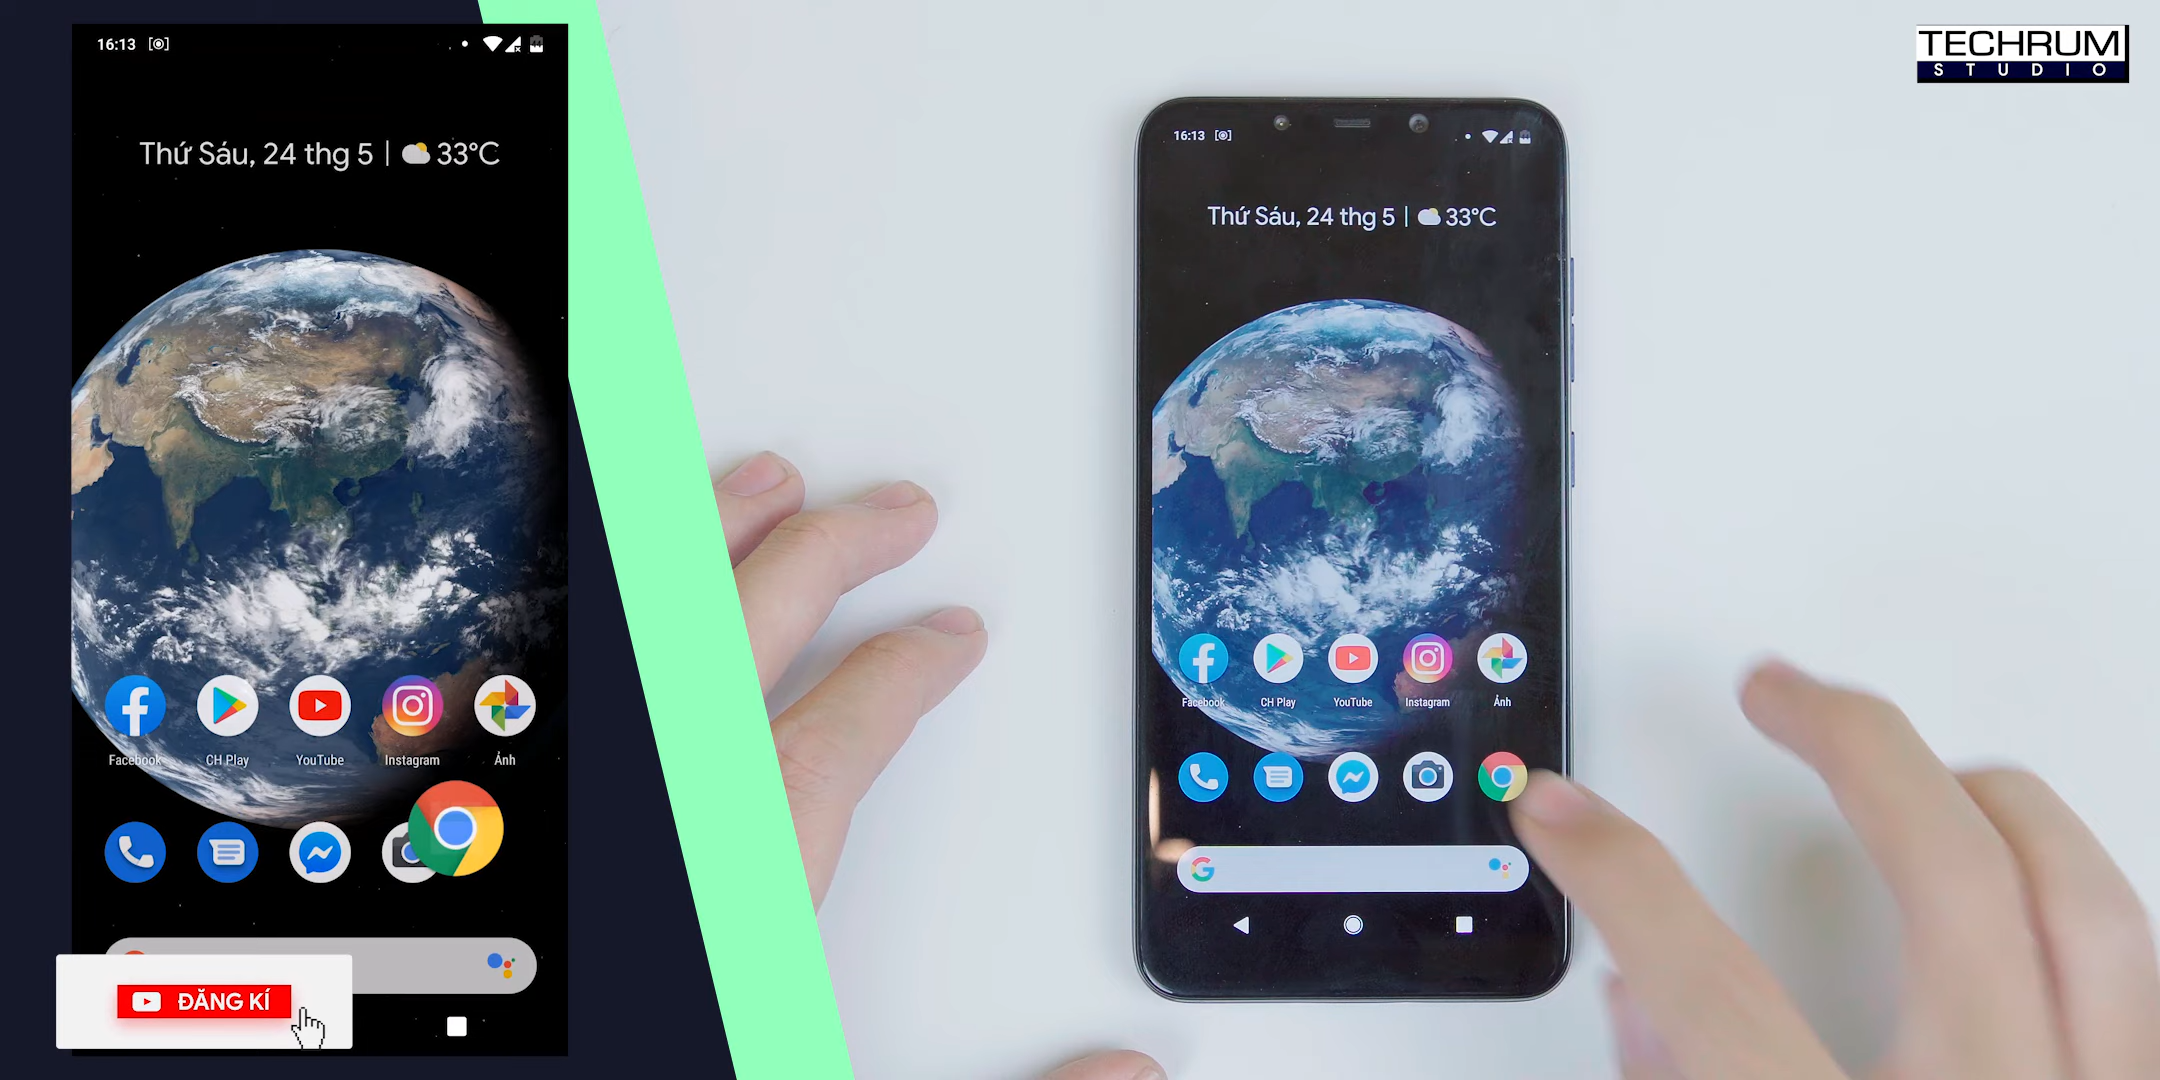 16:13
Thứ Sáu, 24 thg 5 | 33°C
Facebook CH Play YouTube Instagram Ảnh
ĐĂNG KÍ
TECHRUM
STUDIO
16:13
Thứ Sáu, 24 thg 5 | 33°C
Facebook CH Play YouTube Instagram Ảnh